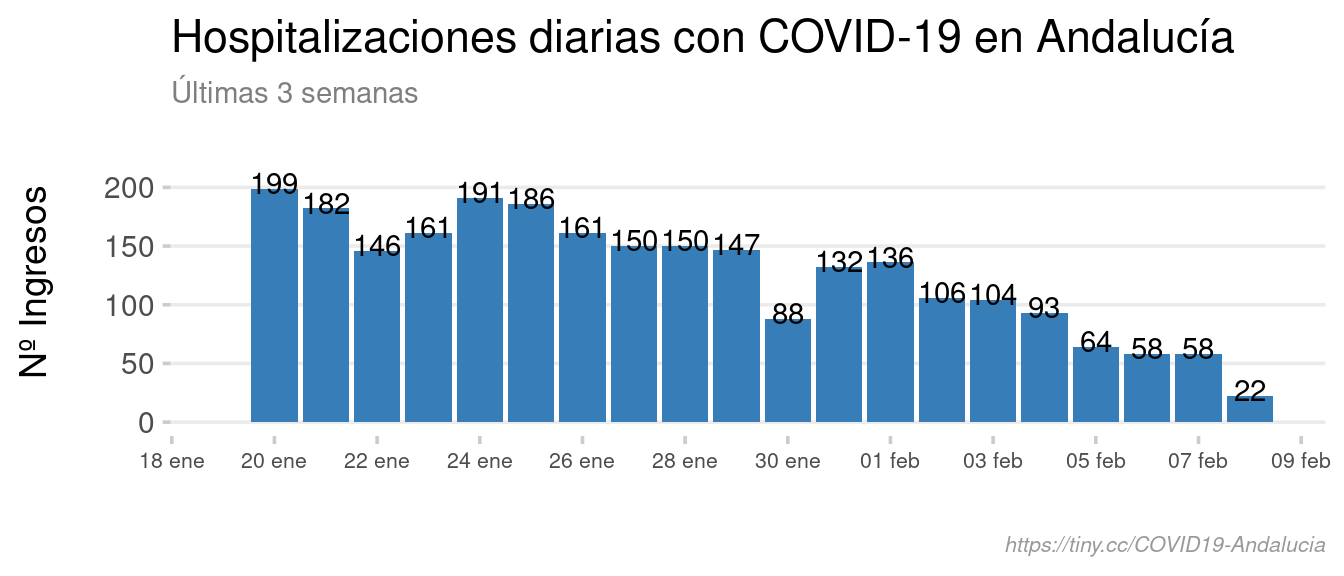 Hospitalizaciones diarias con COVID-19 en Andalucía
Últimas 3 semanas
Nº Ingresos
200
150
100
50
0
199
182
146
161
191
186
161
150
150
147
88
132
136
106
104
93
64
58
58
22
18 ene
20 ene
22 ene
24 ene
26 ene
28 ene
30 ene
01 feb
03 feb
05 feb
07 feb
09 feb
https://tiny.cc/COVID19-Andalucia